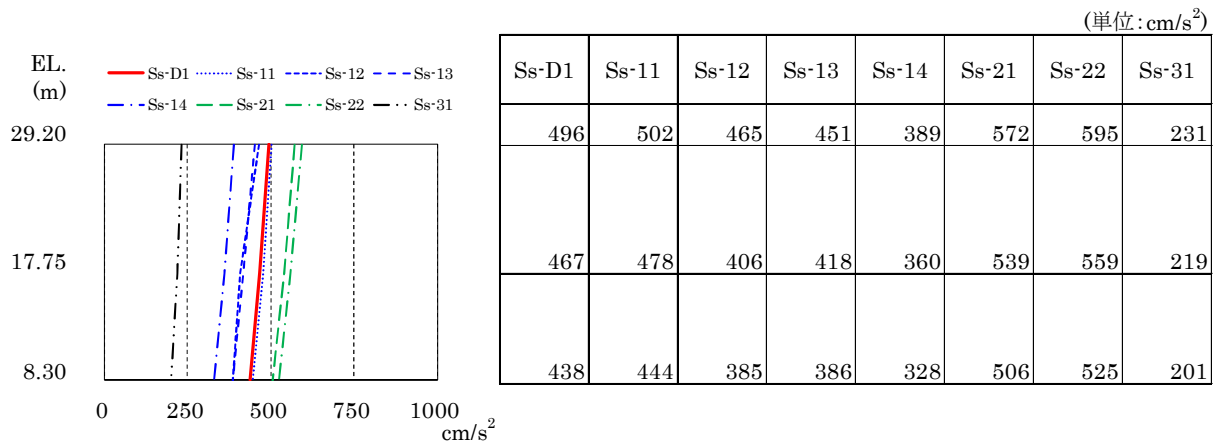 (単位：cm/s²)
EL.
(m)
Ss-D1 Ss-11 Ss-12 Ss-13
Ss-14 Ss-21 Ss-22 Ss-31
29.20
17.75
8.30
0 250 500 750 1000
cm/s²
Ss-D1 Ss-11 Ss-12 Ss-13 Ss-14 Ss-21 Ss-22 Ss-31
496 502 465 451 389 572 595 231
467 478 406 418 360 539 559 219
438 444 385 386 328 506 525 201